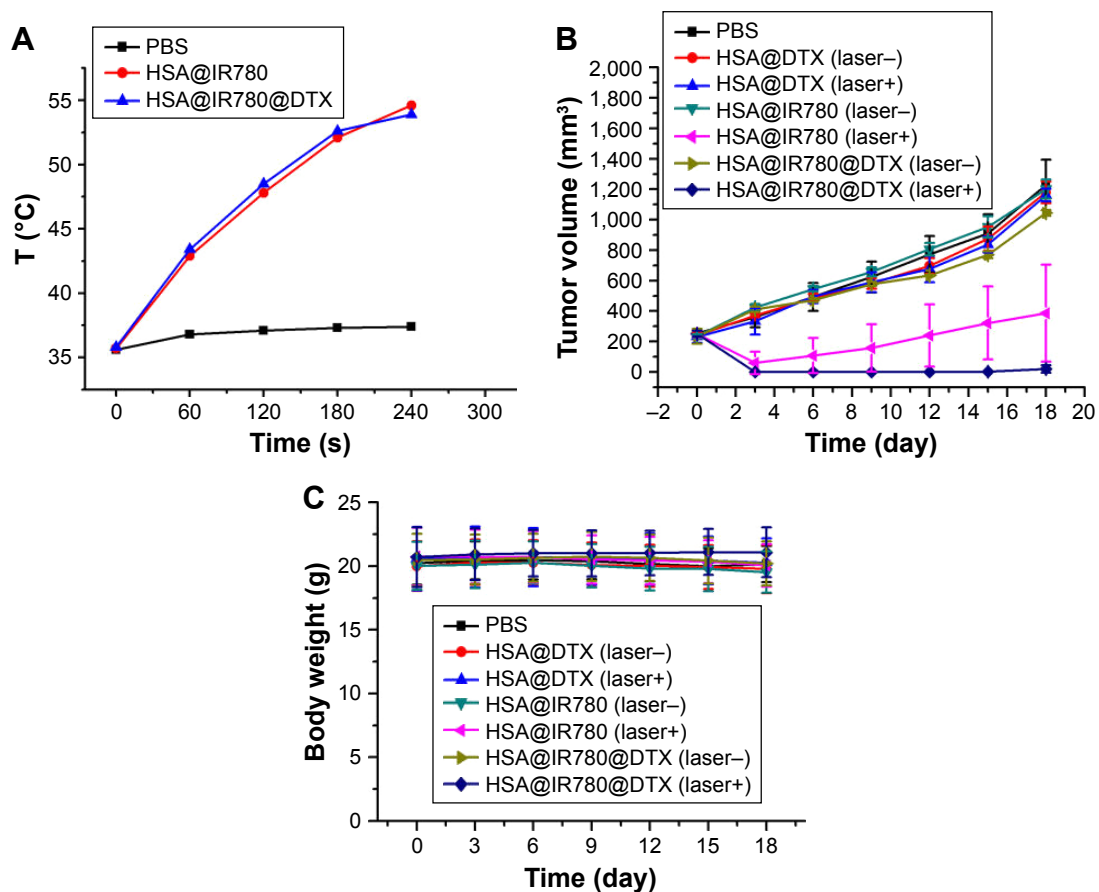 A
PBS
HSA@IR780
HSA@IR780@DTX
T (°C)
55
50
45
40
35
0 60 120 180 240 300
Time (s)
B
PBS
HSA@DTX (laser–)
HSA@DTX (laser+)
HSA@IR780 (laser–)
HSA@IR780 (laser+)
HSA@IR780@DTX (laser–)
HSA@IR780@DTX (laser+)
Tumor volume (mm³)
2,000
1,800
1,600
1,400
1,200
1,000
800
600
400
200
0
–2 0 2 4 6 8 10 12 14 16 18 20
Time (day)
C
Body weight (g)
25
20
15
10
5
0
PBS
HSA@DTX (laser–)
HSA@DTX (laser+)
HSA@IR780 (laser–)
HSA@IR780 (laser+)
HSA@IR780@DTX (laser–)
HSA@IR780@DTX (laser+)
0 3 6 9 12 15 18
Time (day)